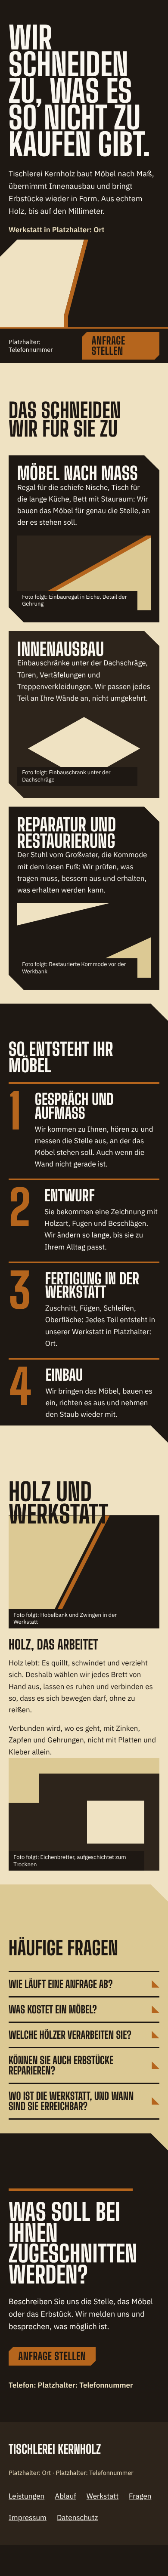 WIR
SCHNEIDEN
ZU, WAS ES
SO NICHT ZU
KAUFEN GIBT.
Tischlerei Kernholz baut Möbel nach Maß,
übernimmt Innenausbau und bringt
Erbstücke wieder in Form. Aus echtem
Holz, bis auf den Millimeter.
Werkstatt in Platzhalter: Ort
Platzhalter:
Telefonnummer
ANFRAGE
STELLEN
DAS SCHNEIDEN
WIR FÜR SIE ZU
MÖBEL NACH MASS
Regal für die schiefe Nische, Tisch für
die lange Küche, Bett mit Stauraum: Wir
bauen das Möbel für genau die Stelle, an
der es stehen soll.
Foto folgt: Einbauregal in Eiche, Detail der
Gehrung
INNENAUSBAU
Einbauschränke unter der Dachschräge,
Türen, Vertäfelungen und
Treppenverkleidungen. Wir passen jedes
Teil an Ihre Wände an, nicht umgekehrt.
Foto folgt: Einbauschrank unter der
Dachschräge
REPARATUR UND
RESTAURIERUNG
Der Stuhl vom Großvater, die Kommode
mit dem losen Fuß: Wir prüfen, was
tragen muss, bessern aus und erhalten,
was erhalten werden kann.
Foto folgt: Restaurierte Kommode vor der
Werkbank
SO ENTSTEHT IHR
MÖBEL
1
GESPRÄCH UND
AUFMASS
Wir kommen zu Ihnen, hören zu und
messen die Stelle aus, an der das
Möbel stehen soll. Auch wenn die
Wand nicht gerade ist.
2
ENTWURF
Sie bekommen eine Zeichnung mit
Holzart, Fugen und Beschlägen.
Wir ändern so lange, bis sie zu
Ihrem Alltag passt.
3
FERTIGUNG IN DER
WERKSTATT
Zuschnitt, Fügen, Schleifen,
Oberfläche: Jedes Teil entsteht in
unserer Werkstatt in Platzhalter:
Ort.
4
EINBAU
Wir bringen das Möbel, bauen es
ein, richten es aus und nehmen
den Staub wieder mit.
HOLZ UND
WERKSTATT
Foto folgt: Hobelbank und Zwingen in der
Werkstatt
HOLZ, DAS ARBEITET
Holz lebt: Es quillt, schwindet und verzieht
sich. Deshalb wählen wir jedes Brett von
Hand aus, lassen es ruhen und verbinden es
so, dass es sich bewegen darf, ohne zu
reißen.
Verbunden wird, wo es geht, mit Zinken,
Zapfen und Gehrungen, nicht mit Platten und
Kleber allein.
Foto folgt: Eichenbretter, aufgeschichtet zum
Trocknen
HÄUFIGE FRAGEN
WIE LÄUFT EINE ANFRAGE AB?
WAS KOSTET EIN MÖBEL?
WELCHE HÖLZER VERARBEITEN SIE?
KÖNNEN SIE AUCH ERBSTÜCKE
REPARIEREN?
WO IST DIE WERKSTATT, UND WANN
SIND SIE ERREICHBAR?
WAS SOLL BEI
IHNEN
ZUGESCHNITTEN
WERDEN?
Beschreiben Sie uns die Stelle, das Möbel
oder das Erbstück. Wir melden uns und
besprechen, was möglich ist.
ANFRAGE STELLEN
Telefon: Platzhalter: Telefonnummer
TISCHLEREI KERNHOLZ
Platzhalter: Ort · Platzhalter: Telefonnummer
Leistungen Ablauf Werkstatt Fragen
Impressum Datenschutz